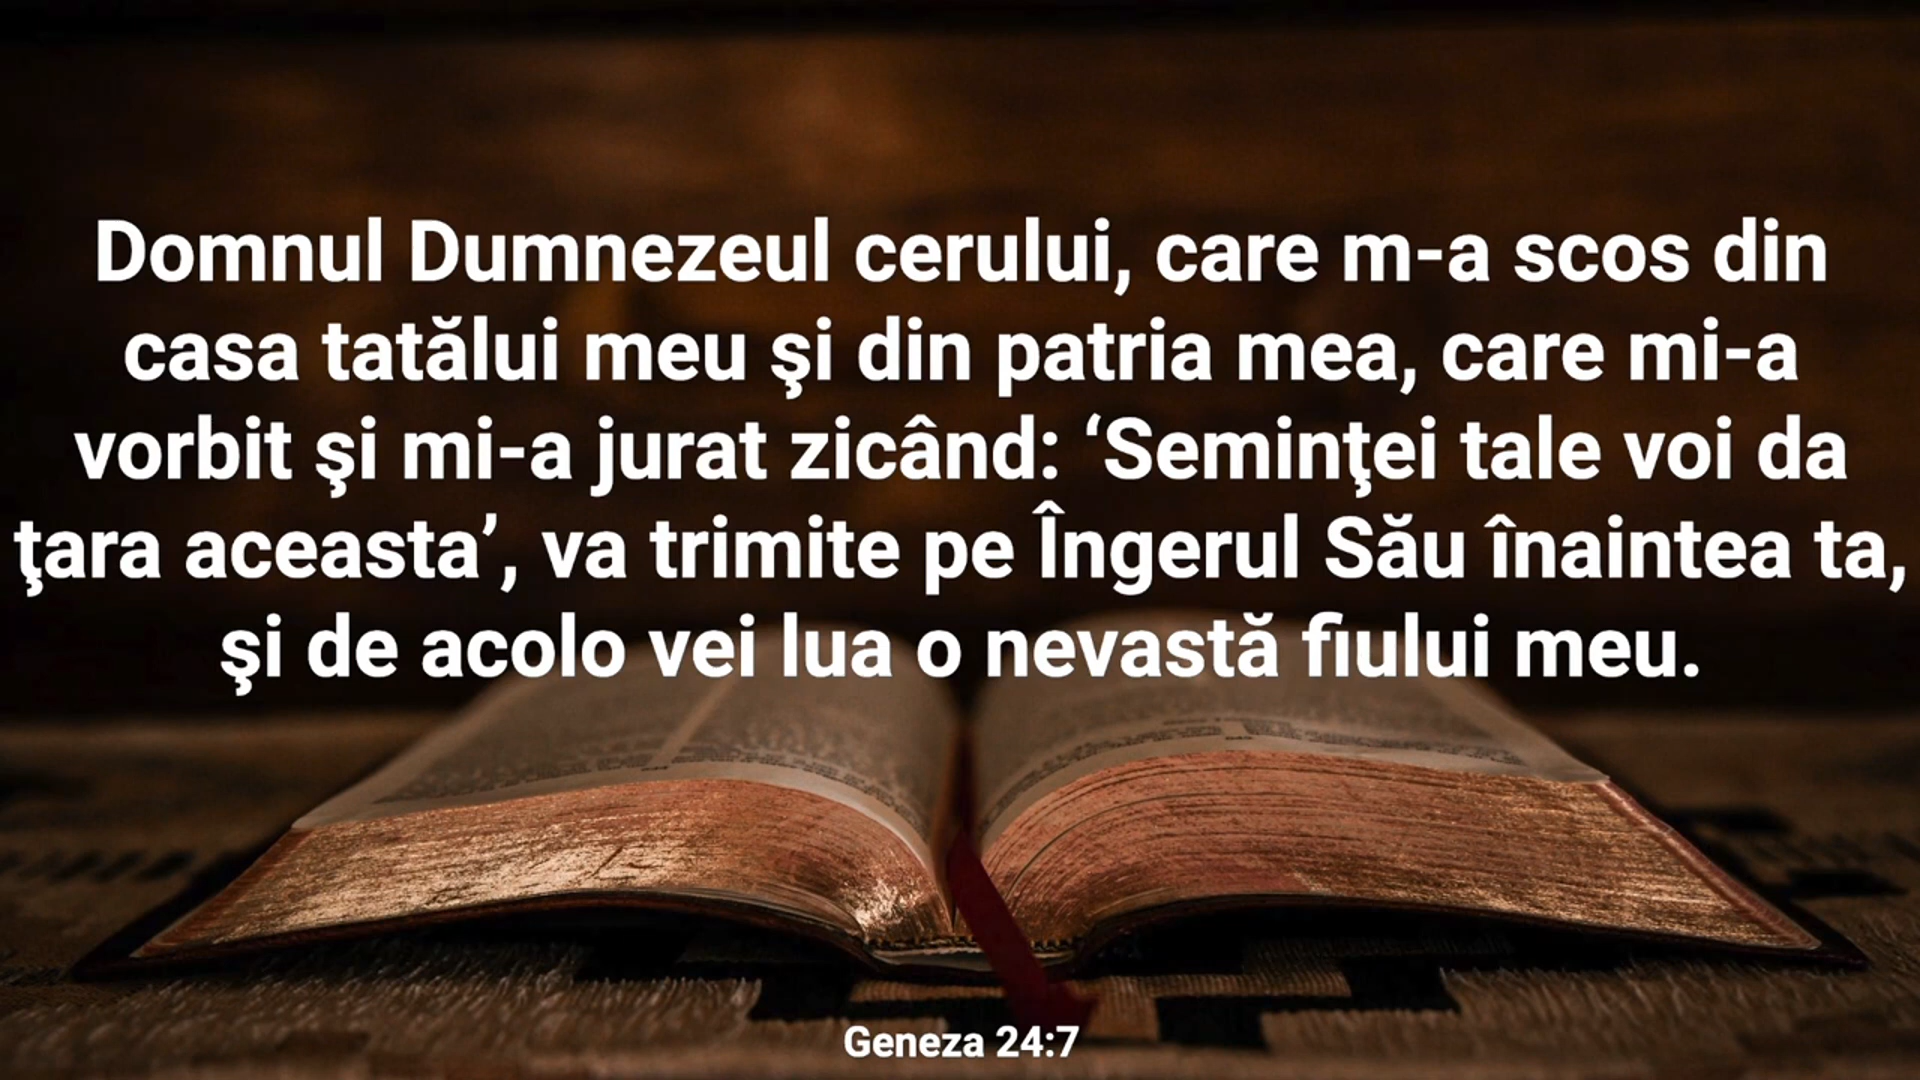 Domnul Dumnezeul cerului, care m-a scos din
casa tatălui meu şi din patria mea, care mi-a
vorbit şi mi-a jurat zicând: ‘Seminţei tale voi da
ţara aceasta’, va trimite pe Îngerul Său înaintea ta,
şi de acolo vei lua o nevastă fiului meu.
Geneza 24:7